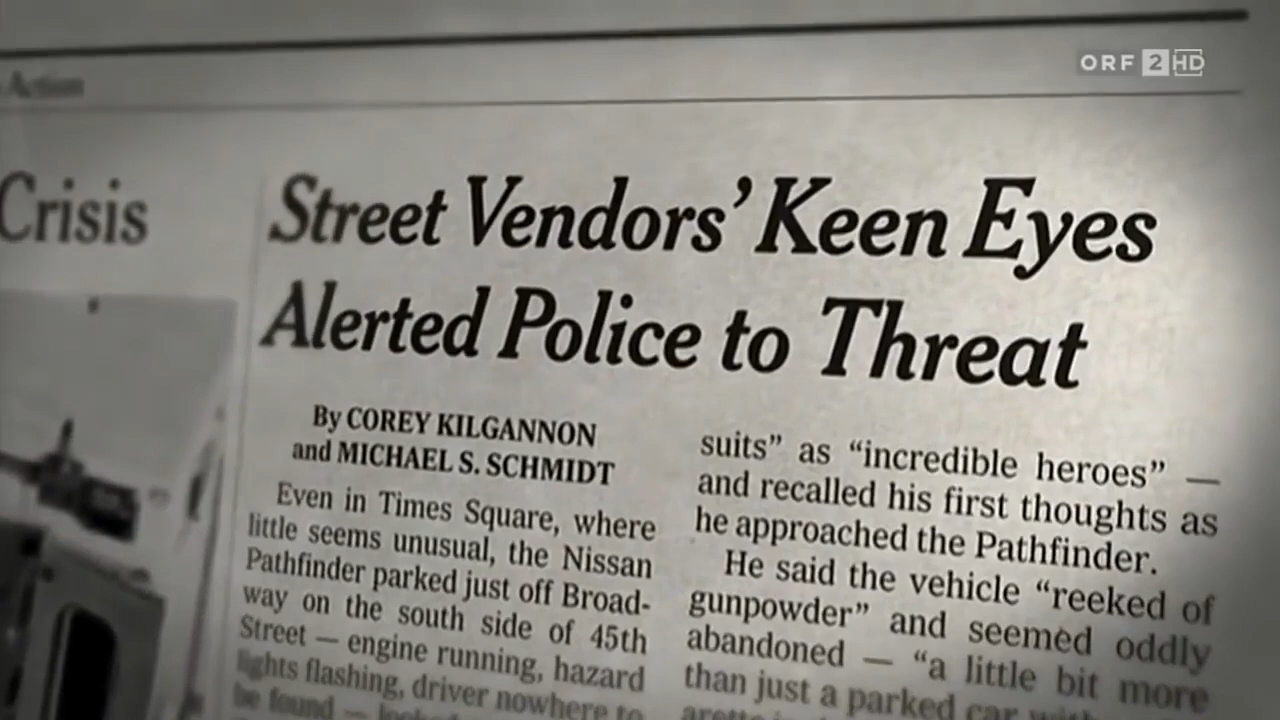 ORF 2 HD
Action
Crisis
Street Vendors’ Keen Eyes
Alerted Police to Threat
By COREY KILGANNON
and MICHAEL S. SCHMIDT
Even in Times Square, where
little seems unusual, the Nissan
Pathfinder parked just off Broad-
way on the south side of 45th
Street — engine running, hazard
lights flashing, driver nowhere to
be found — looked
suits” as “incredible heroes” —
and recalled his first thoughts as
he approached the Pathfinder.
He said the vehicle “reeked of
gunpowder” and seemed oddly
abandoned — “a little bit more
than just a parked car with